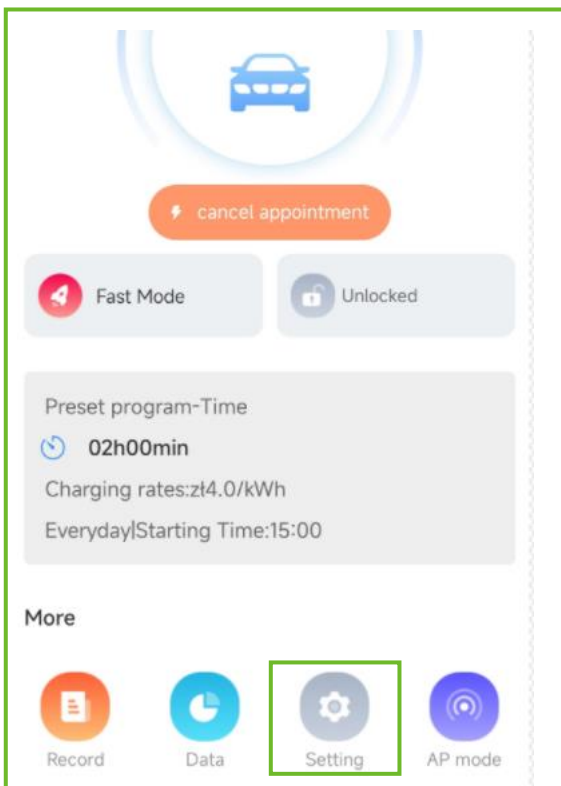 cancel appointment
Fast Mode
Unlocked
Preset program-Time
02h00min
Charging rates:zł4.0/kWh
Everyday|Starting Time:15:00
More
Record
Data
Setting
AP mode